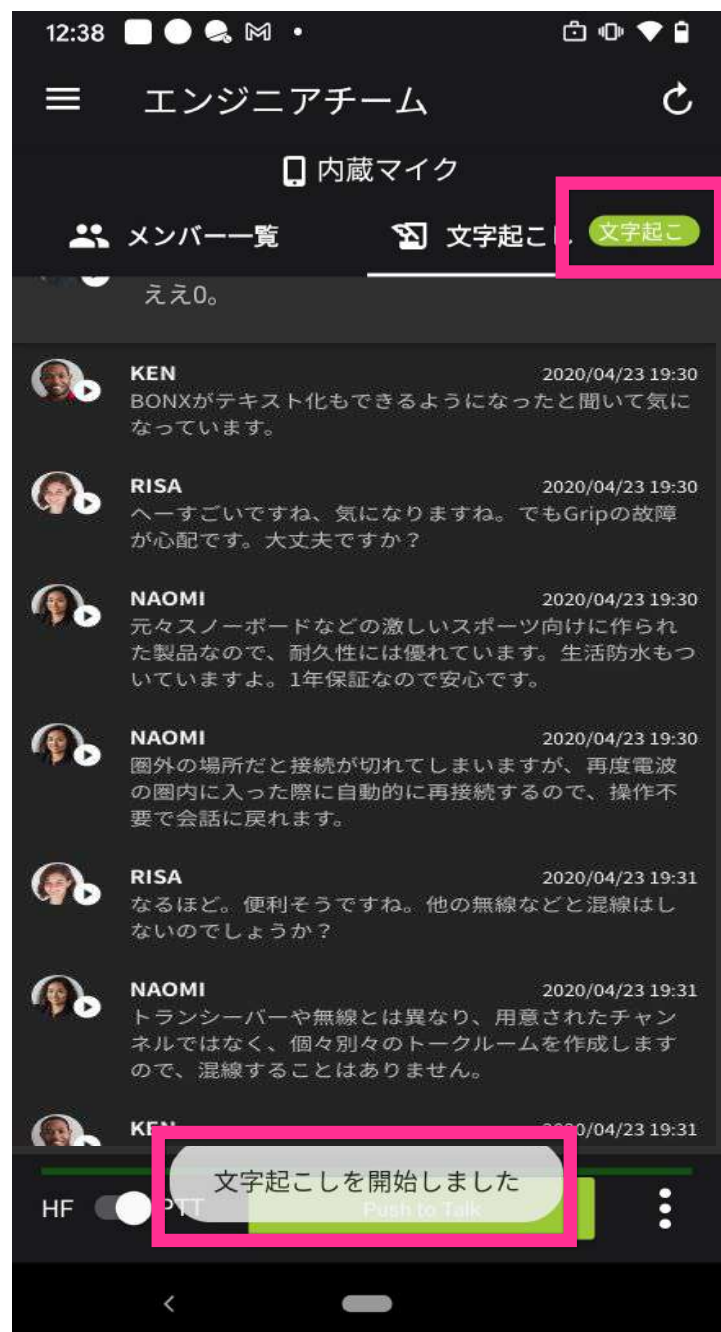 12:38
エンジニアチーム
内蔵マイク
メンバー一覧
文字起こし
文字起こ
ええ0。
KEN 2020/04/23 19:30
BONXがテキスト化もできるようになったと聞いて気に
なっています。
RISA 2020/04/23 19:30
へーすごいですね、気になりますね。でもGripの故障
が心配です。大丈夫ですか?
NAOMI 2020/04/23 19:30
元々スノーボードなどの激しいスポーツ向けに作られ
た製品なので、耐久性には優れています。生活防水もつ
いていますよ。1年保証なので安心です。
NAOMI 2020/04/23 19:30
圏外の場所だと接続が切れてしまいますが、再度電波
の圏内に入った際に自動的に再接続するので、操作不
要で会話に戻れます。
RISA 2020/04/23 19:31
なるほど。便利そうですね。他の無線などと混線はし
ないのでしょうか?
NAOMI 2020/04/23 19:31
トランシーバーや無線とは異なり、用意されたチャン
ネルではなく、個々別々のトークルームを作成します
ので、混線することはありません。
KEN 2020/04/23 19:31
文字起こしを開始しました
HF PTT Push to Talk